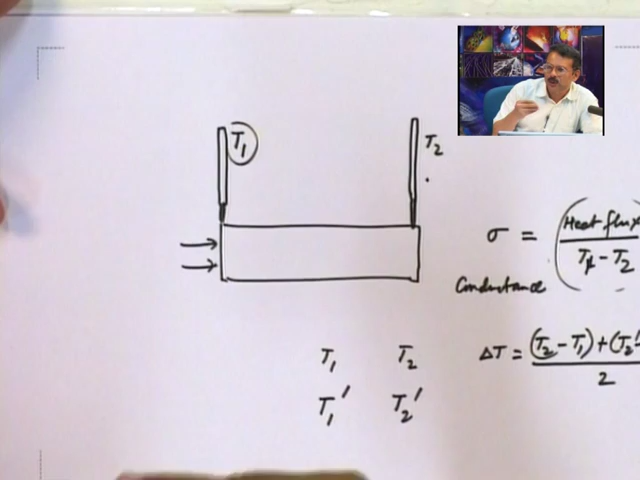 T₁
T₂
σ = (Heat flux / T₁ - T₂
Conductance
T₁ T₂
ΔT = (T₂ - T₁) + (T₂' / 2
T₁' T₂'